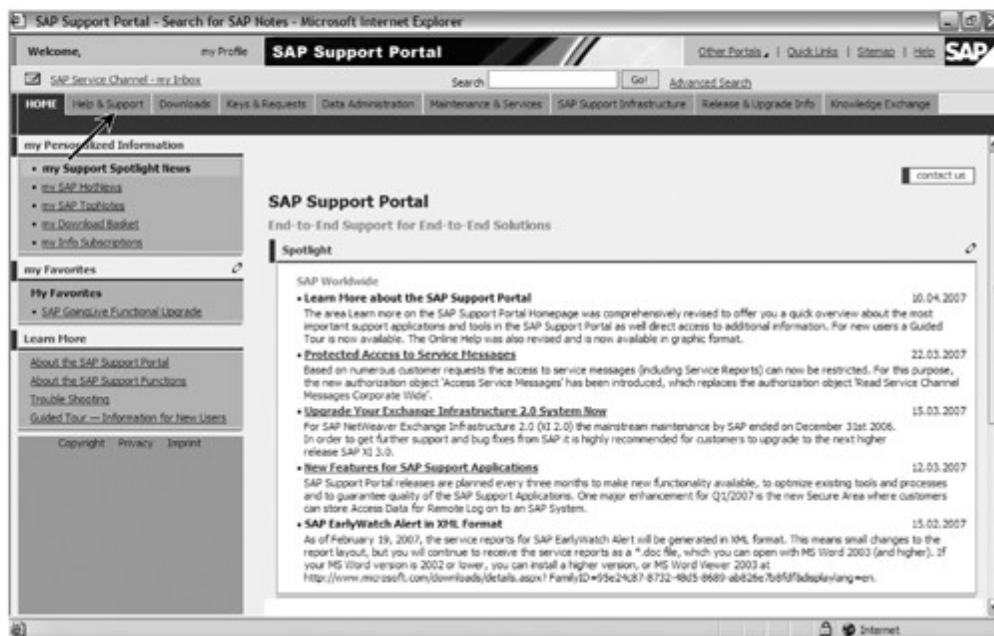 SAP Support Portal - Search for SAP Notes - Microsoft Internet Explorer
Welcome, my Profile SAP Support Portal Other Portals | Quick Links | Sitemap | Help SAP
SAP Service Channel - my Inbox Search Go! Advanced Search
HOME Help & Support Downloads Keys & Requests Data Administration Maintenance & Services SAP Support Infrastructure Release & Upgrade Info Knowledge Exchange
my Personalized Information
• my Support Spotlight News
• my SAP HotNews
• my SAP TopNotes
• my Download Basket
• my Info Subscriptions
my Favorites
My Favorites
• SAP GoingLive Functional Upgrade
Learn More
About the SAP Support Portal
About the SAP Support Functions
Trouble Shooting
Guided Tour — Information for New Users
Copyright Privacy Imprint
contact us
SAP Support Portal
End-to-End Support for End-to-End Solutions
Spotlight
SAP Worldwide
• Learn More about the SAP Support Portal 10.04.2007
The area Learn more on the SAP Support Portal Homepage was comprehensively revised to offer you a quick overview about the most
important support applications and tools in the SAP Support Portal as well direct access to additional information. For new users a Guided
Tour is now available. The Online Help was also revised and is now available in graphic format.
• Protected Access to Service Messages 22.03.2007
Based on numerous customer requests the access to service messages (including Service Reports) can now be restricted. For this purpose,
the new authorization object 'Access Service Messages' has been introduced, which replaces the authorization object 'Read Service Channel
Messages Corporate Wide'.
• Upgrade Your Exchange Infrastructure 2.0 System Now 15.03.2007
For SAP NetWeaver Exchange Infrastructure 2.0 (XI 2.0) the mainstream maintenance by SAP ended on December 31st 2006.
In order to get further support and bug fixes from SAP it is highly recommended for customers to upgrade to the next higher
release SAP XI 3.0.
• New Features for SAP Support Applications 12.03.2007
SAP Support Portal releases are planned every three months to make new functionality available, to optimize existing tools and processes
and to guarantee quality of the SAP Support Applications. One major enhancement for Q1/2007 is the new Secure Area where customers
can store Access Data for Remote Log on to an SAP System.
• SAP EarlyWatch Alert in XML Format 15.02.2007
As of February 19, 2007, the service reports for SAP EarlyWatch Alert will be generated in XML format. This means small changes to the
report layout, but you will continue to receive the service reports as a *.doc file, which you can open with MS Word 2003 (and higher). If
your MS Word version is 2002 or lower, you can install a higher version, or MS Word Viewer 2003 at
http://www.microsoft.com/downloads/details.aspx?FamilyID=95e24c87-8732-48d5-8689-ab826e7b8fdf&displaylang=en.
Internet